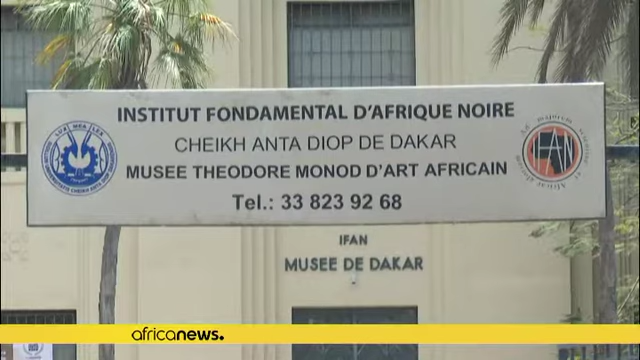 INSTITUT FONDAMENTAL D'AFRIQUE NOIRE
CHEIKH ANTA DIOP DE DAKAR
MUSEE THEODORE MONOD D'ART AFRICAIN
Tel.: 33 823 92 68
IFAN
IFAN
MUSEE DE DAKAR
africanews.